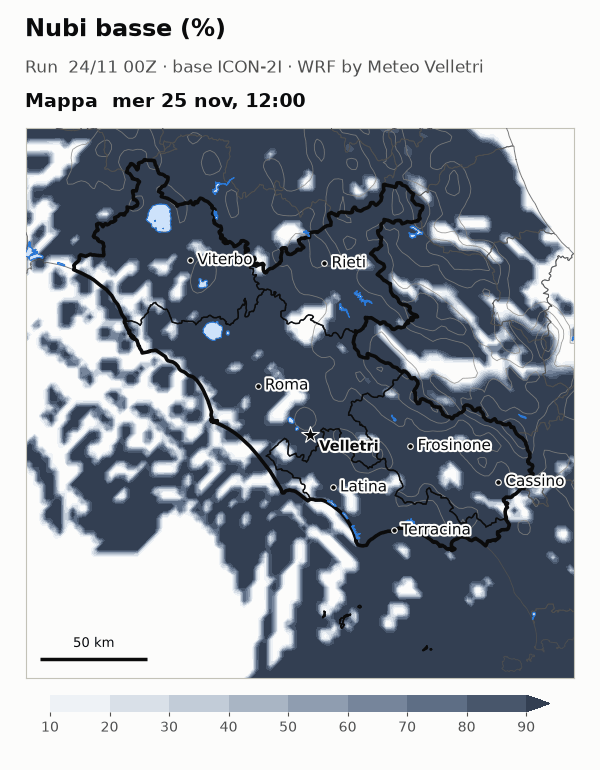 Nubi basse (%)
Run  24/11 00Z · base ICON-2I · WRF by Meteo Velletri
Mappa  mer 25 nov, 12:00
Viterbo
Rieti
Roma
Velletri
Frosinone
Latina
Cassino
Terracina
50 km
10 20 30 40 50 60 70 80 90